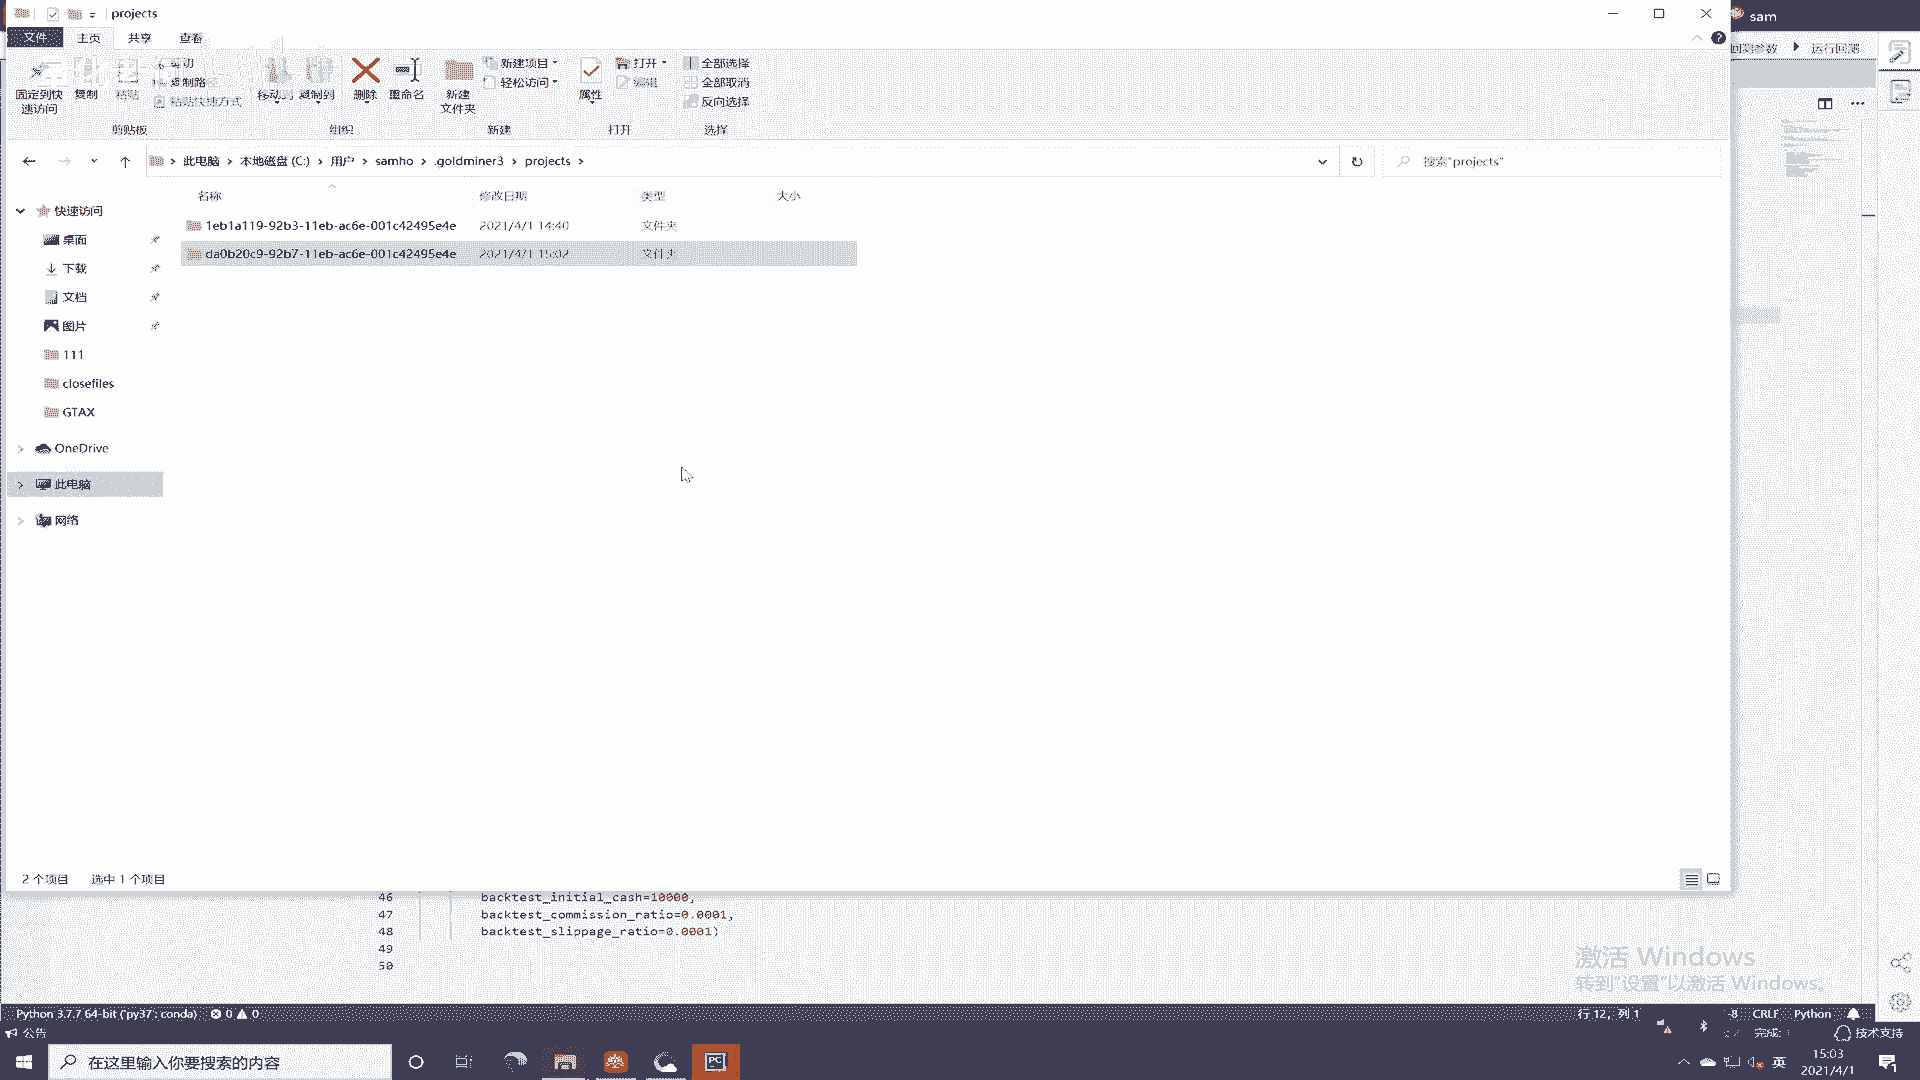 projects
sam
文件 主页 共享 查看
回测参数 运行回测
固定到快速访问
复制
粘贴
剪切
复制路径
粘贴快捷方式
移动到 复制到 删除 重命名
新建文件夹
新建项目
轻松访问
属性
打开
编辑
全部选择
全部取消
反向选择
剪贴板 组织 新建 打开 选择
此电脑 本地磁盘 (C:) 用户 samho .goldminer3 projects
搜索"projects"
名称 修改日期 类型 大小
1eb1a119-92b3-11eb-ac6e-001c42495e4e 2021/4/1 14:40 文件夹
da0b20c9-92b7-11eb-ac6e-001c42495e4e 2021/4/1 15:02 文件夹
快速访问
桌面
下载
文档
图片
111
closefiles
GTAX
OneDrive
此电脑
网络
2 个项目 选中 1 个项目
46 backtest_initial_cash=10000,
47 backtest_commission_ratio=0.0001,
48 backtest_slippage_ratio=0.0001)
49
50
激活 Windows
转到"设置"以激活 Windows。
Python 3.7.7 64-bit ('py37': conda) 0 0 行 12，列 1 -8 CRLF Python
公告 完成: 技术支持
在这里输入你要搜索的内容
PC
英
15:03
2021/4/1